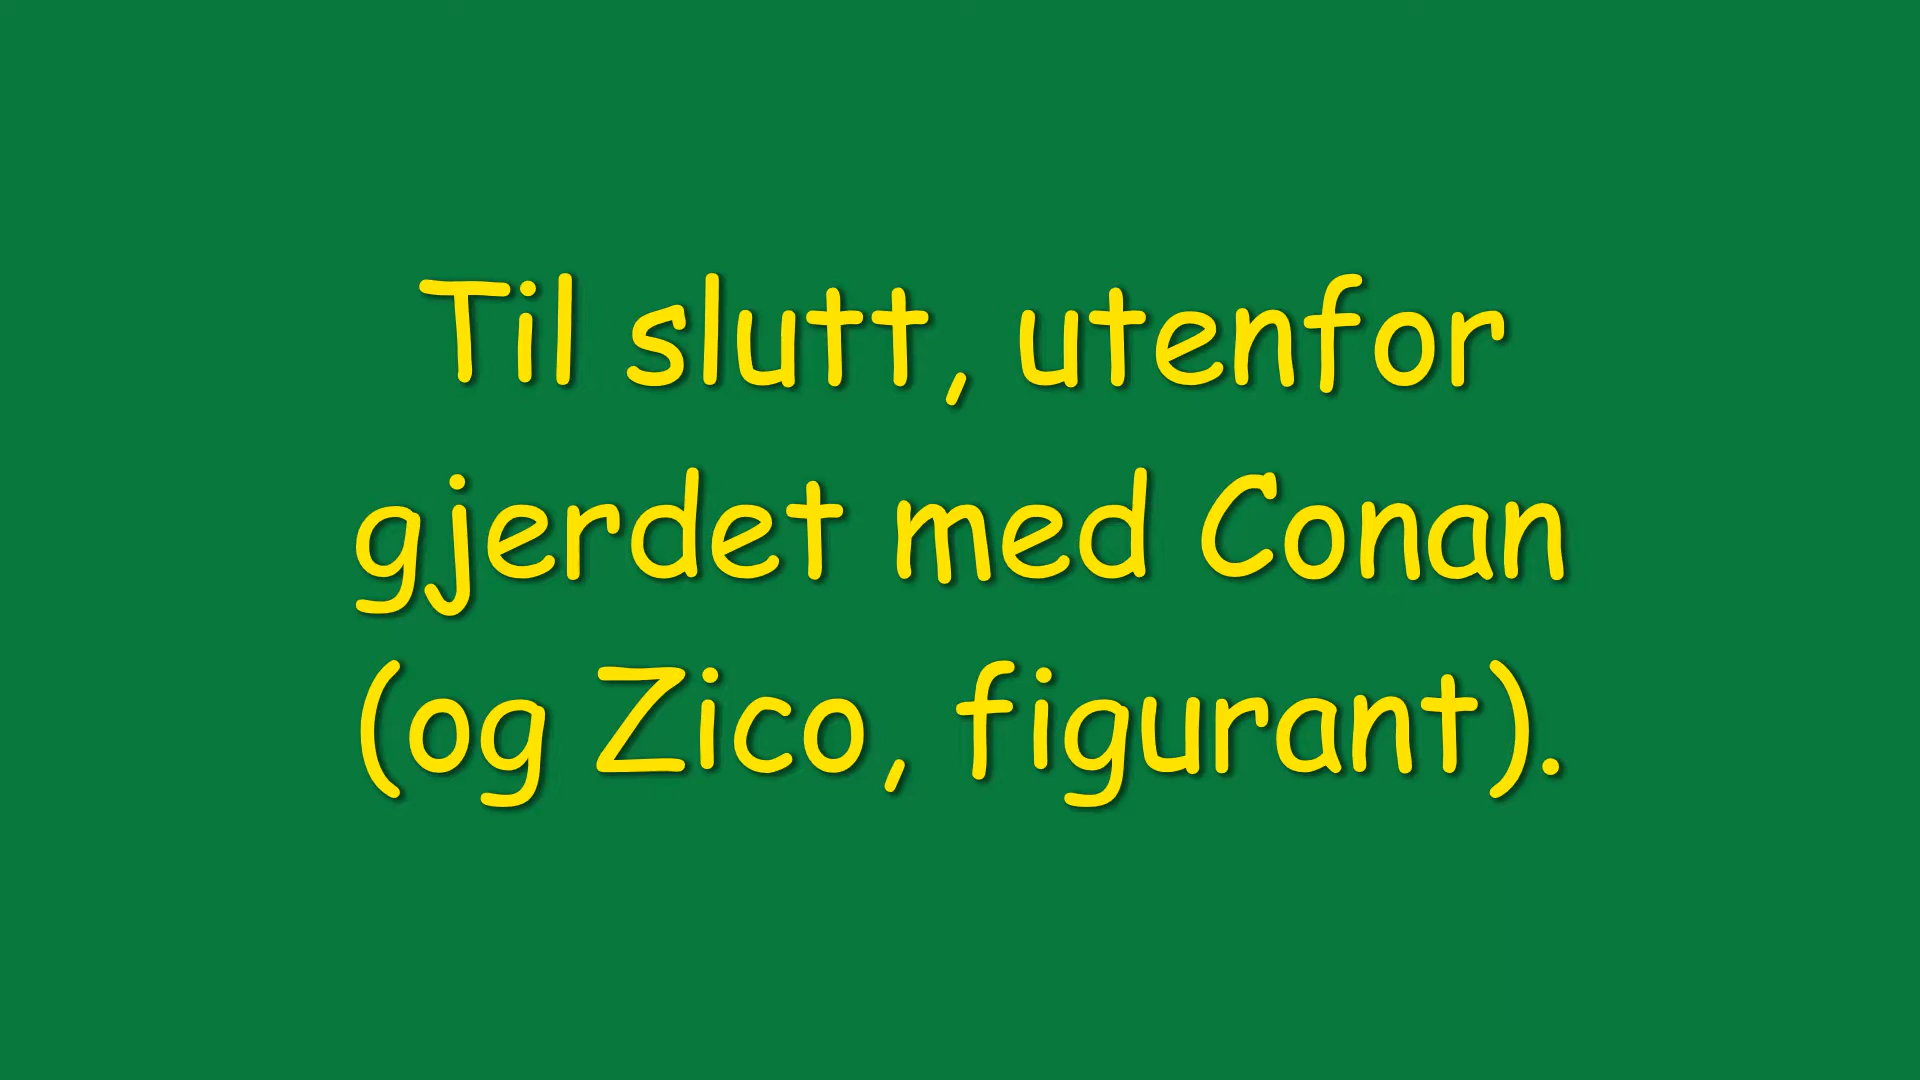 Til slutt, utenfor
gjerdet med Conan
(og Zico, figurant).